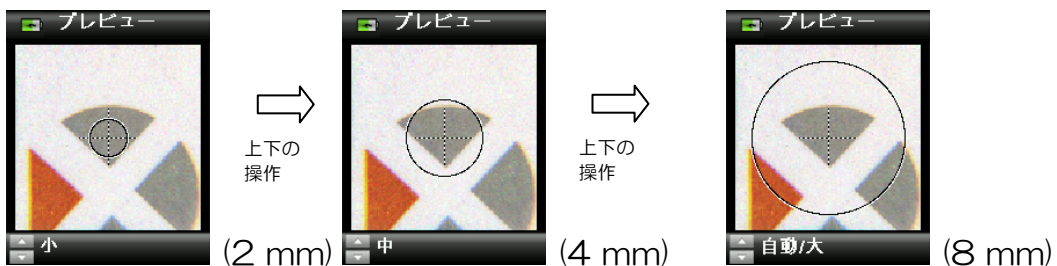 プレビュー
小
(2 mm)
上下の
操作
プレビュー
中
(4 mm)
上下の
操作
プレビュー
自動/大
(8 mm)